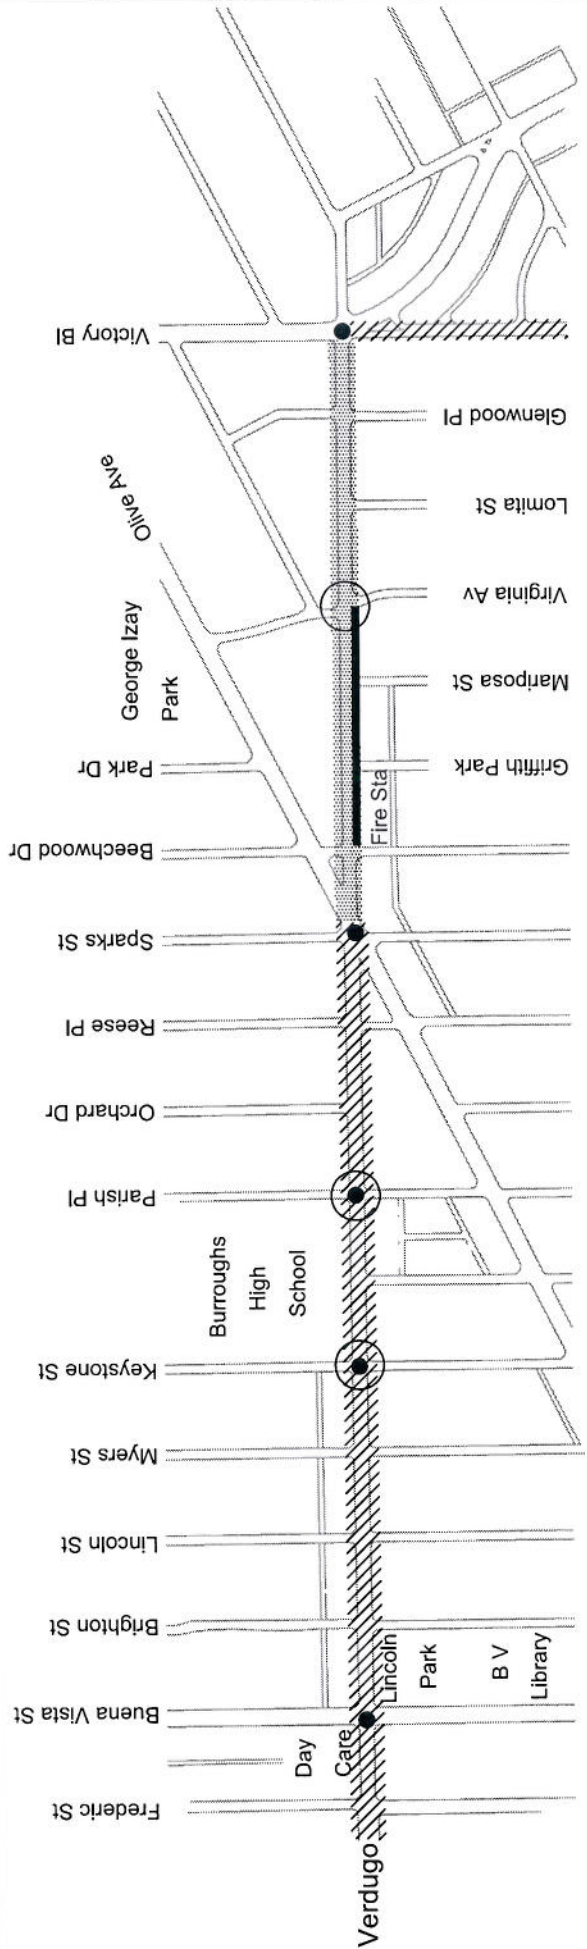 Victory Bl
Glenwood Pl
Olive Ave
Lomita St
Virginia Av
George Izay
Park
Mariposa St
Park Dr
Griffith Park
Fire Sta
Beechwood Dr
Sparks St
Reese Pl
Orchard Dr
Parish Pl
Burroughs
High
School
Keystone St
Myers St
Lincoln St
Brighton St
Lincoln
Park
B V
Library
Buena Vista St
Day
Care
Frederic St
Verdugo